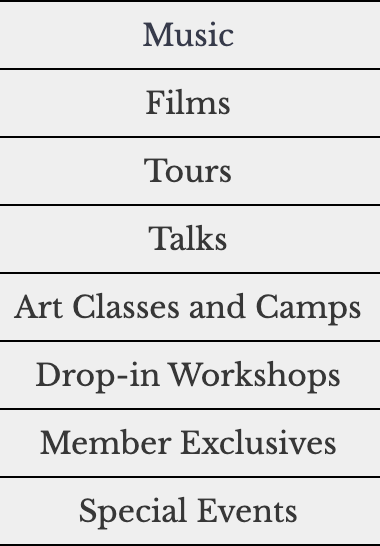 Music
Films
Tours
Talks
Art Classes and Camps
Drop-in Workshops
Member Exclusives
Special Events